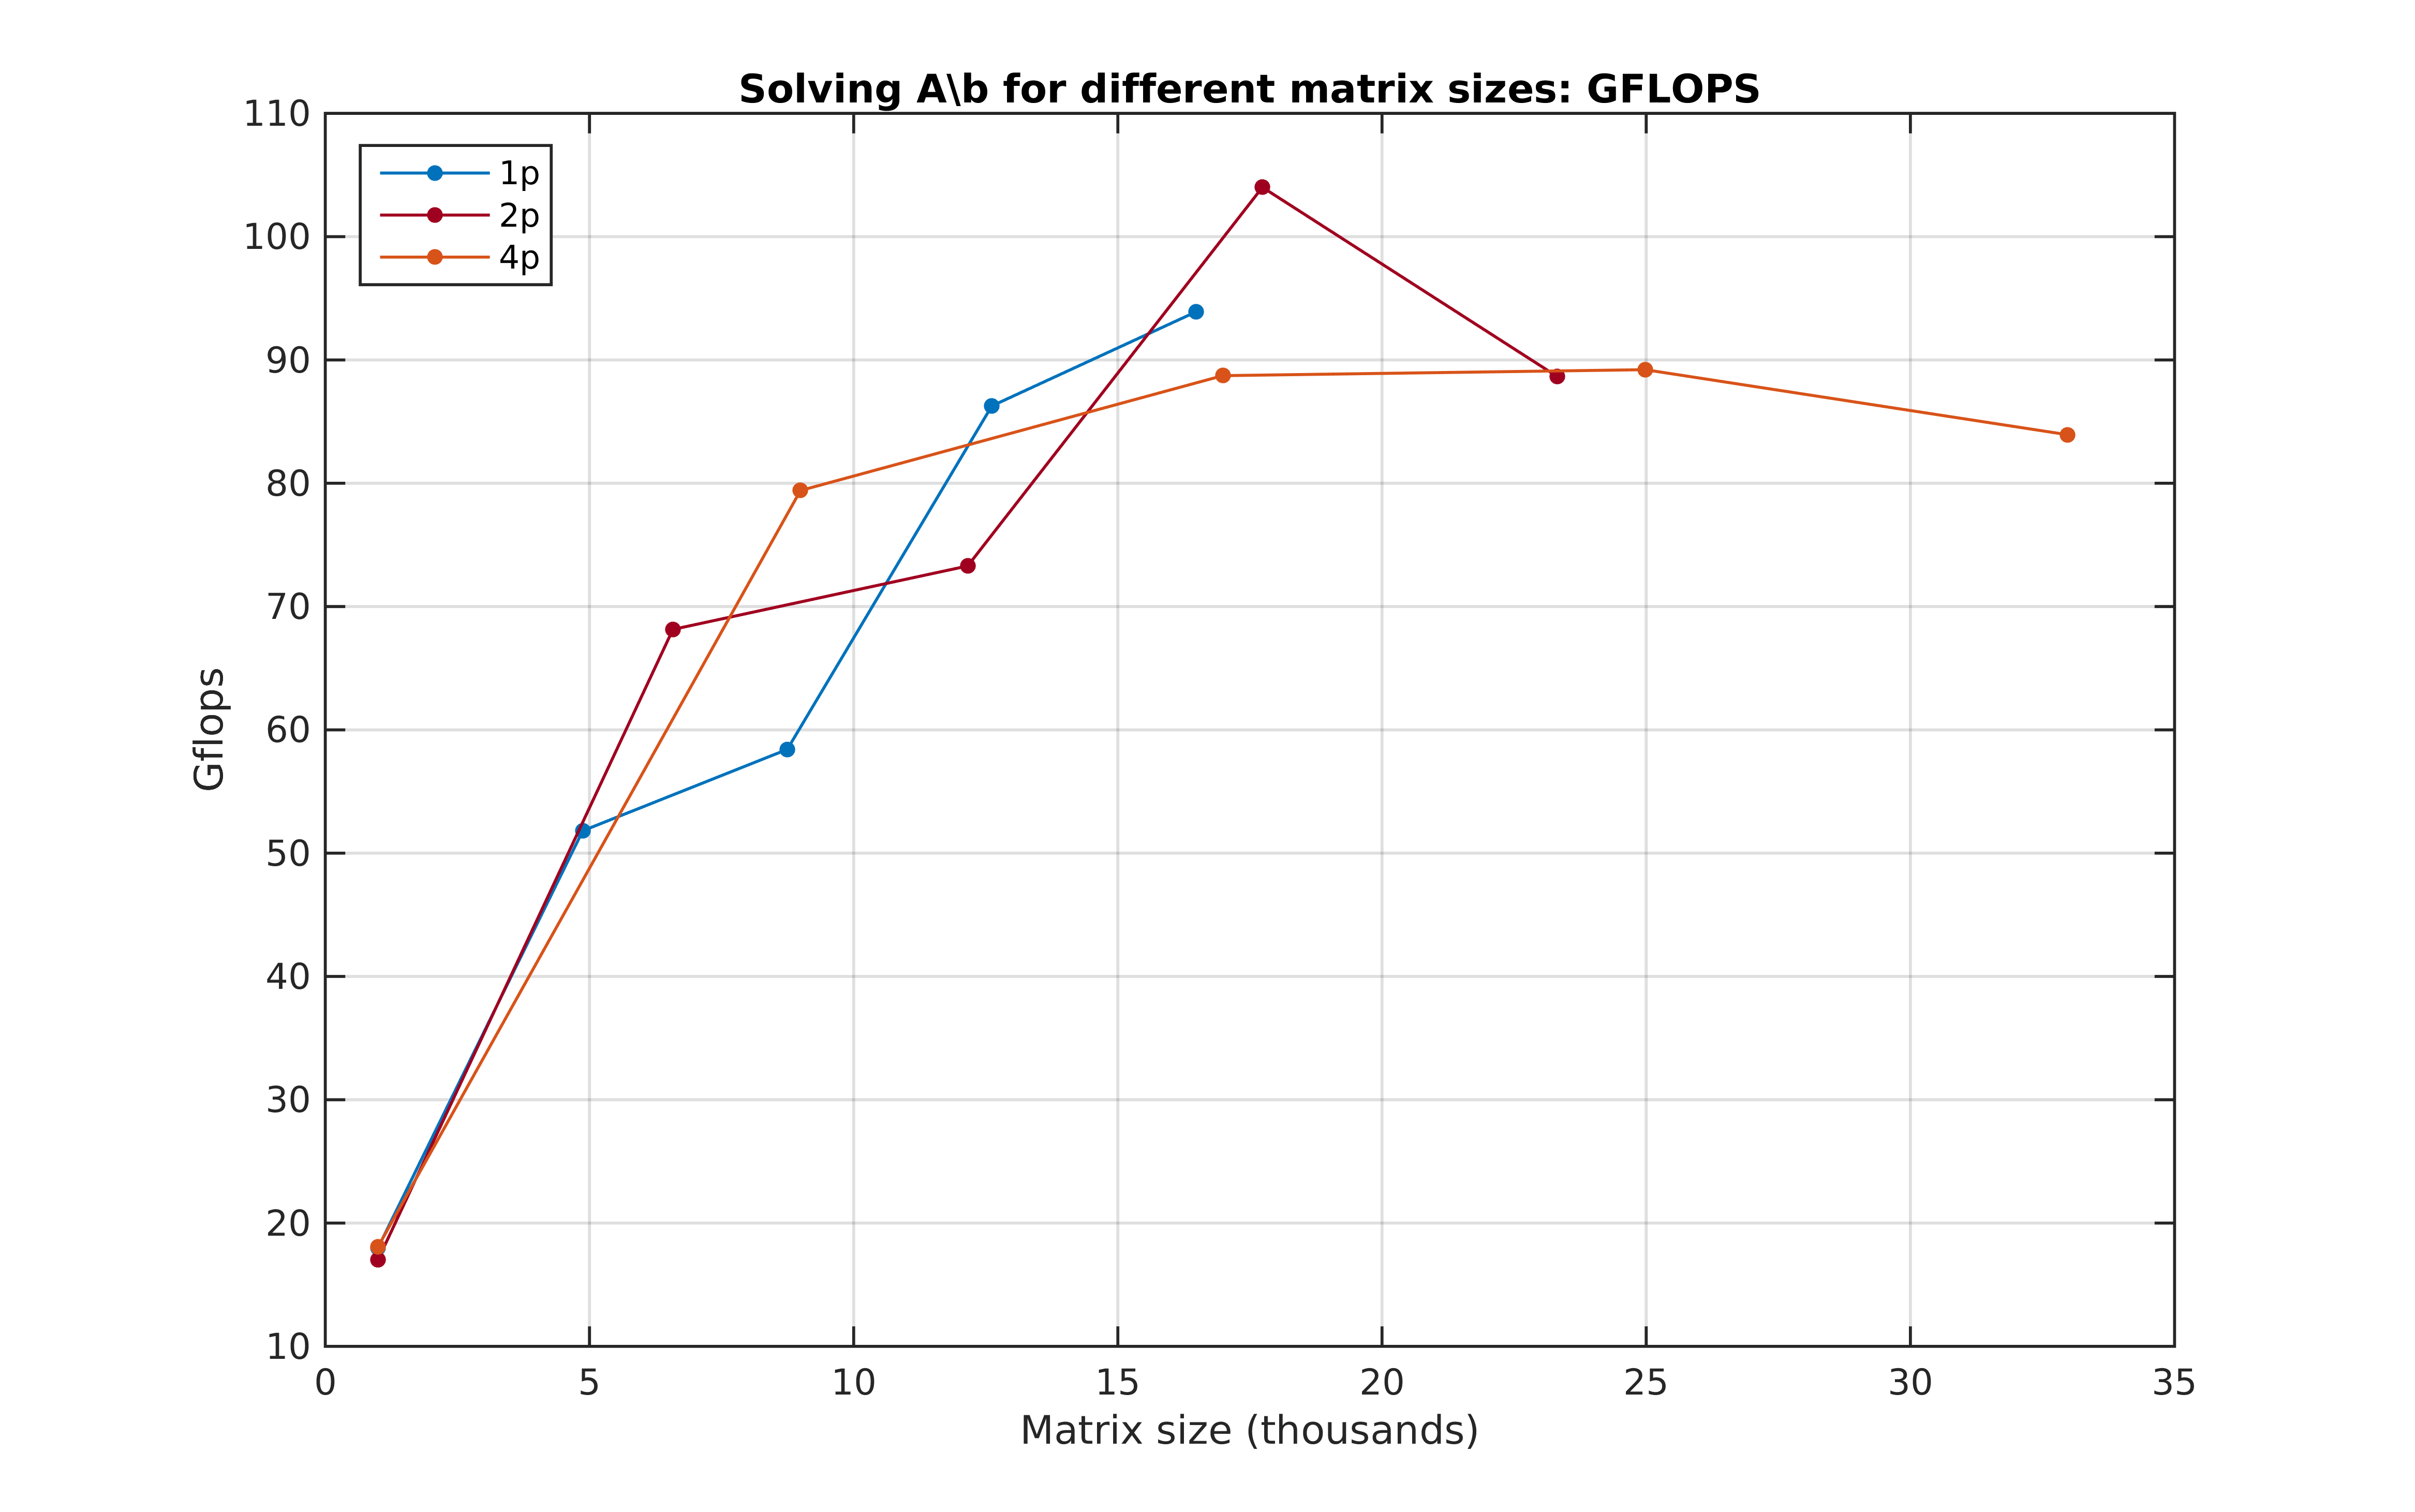 Solving A\b for different matrix sizes: GFLOPS
110
100
90
80
70
60
50
40
30
20
10
1p
2p
4p
Gflops
0 5 10 15 20 25 30 35
Matrix size (thousands)